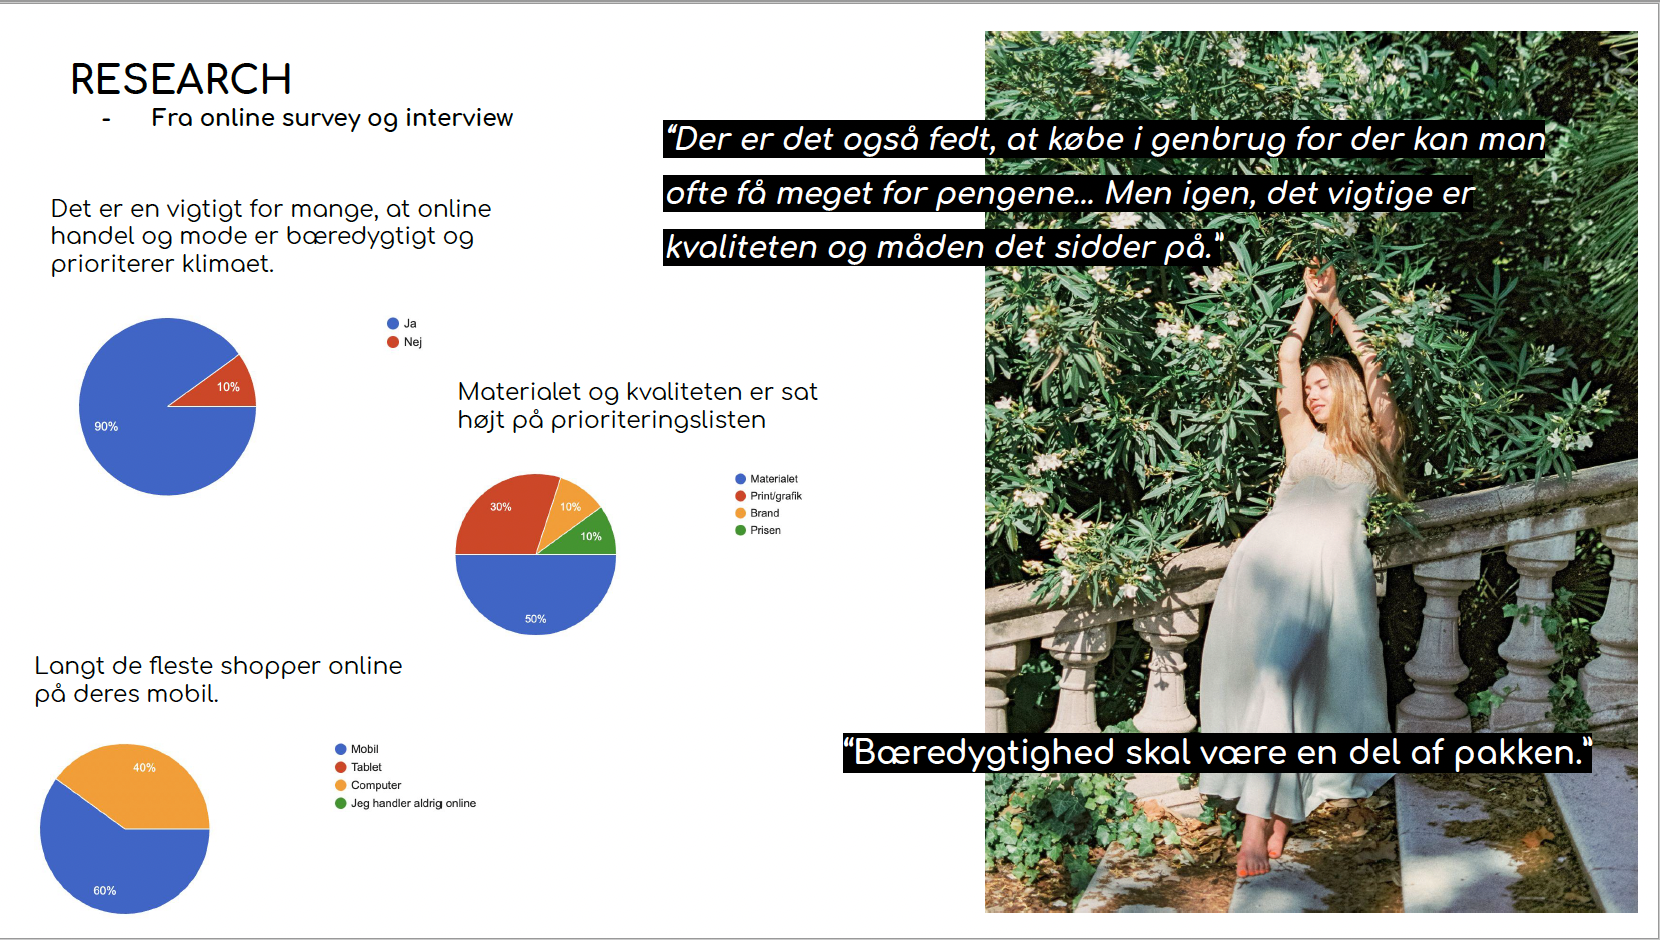 RESEARCH
- Fra online survey og interview
Det er en vigtigt for mange, at online
handel og mode er bæredygtigt og
prioriterer klimaet.
Ja
Nej
10%
90%
Materialet og kvaliteten er sat
højt på prioriteringslisten
Materialet
Print/grafik
Brand
Prisen
30%
10%
10%
50%
Langt de fleste shopper online
på deres mobil.
Mobil
Tablet
Computer
Jeg handler aldrig online
40%
60%
“Der er det også fedt, at købe i genbrug for der kan man
ofte få meget for pengene... Men igen, det vigtige er
kvaliteten og måden det sidder på.”
“Bæredygtighed skal være en del af pakken.”